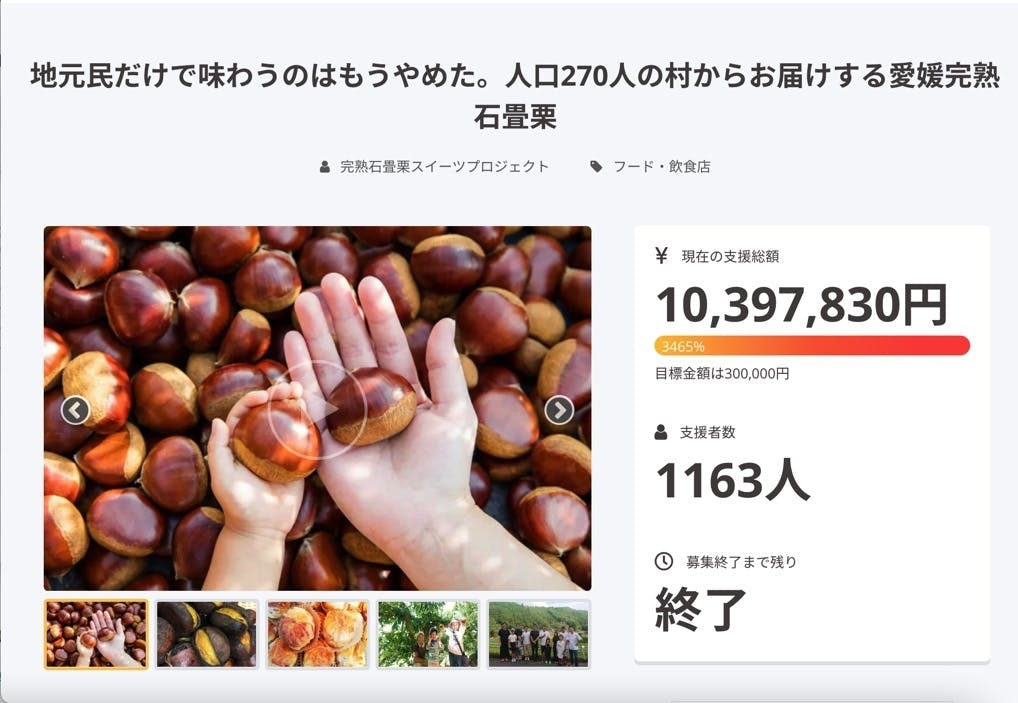 地元民だけで味わうのはもうやめた。人口270人の村からお届けする愛媛完熟
石畳栗
完熟石畳栗スイーツプロジェクト フード・飲食店
¥ 現在の支援総額
10,397,830円
3465%
目標金額は300,000円
支援者数
1163人
募集終了まで残り
終了